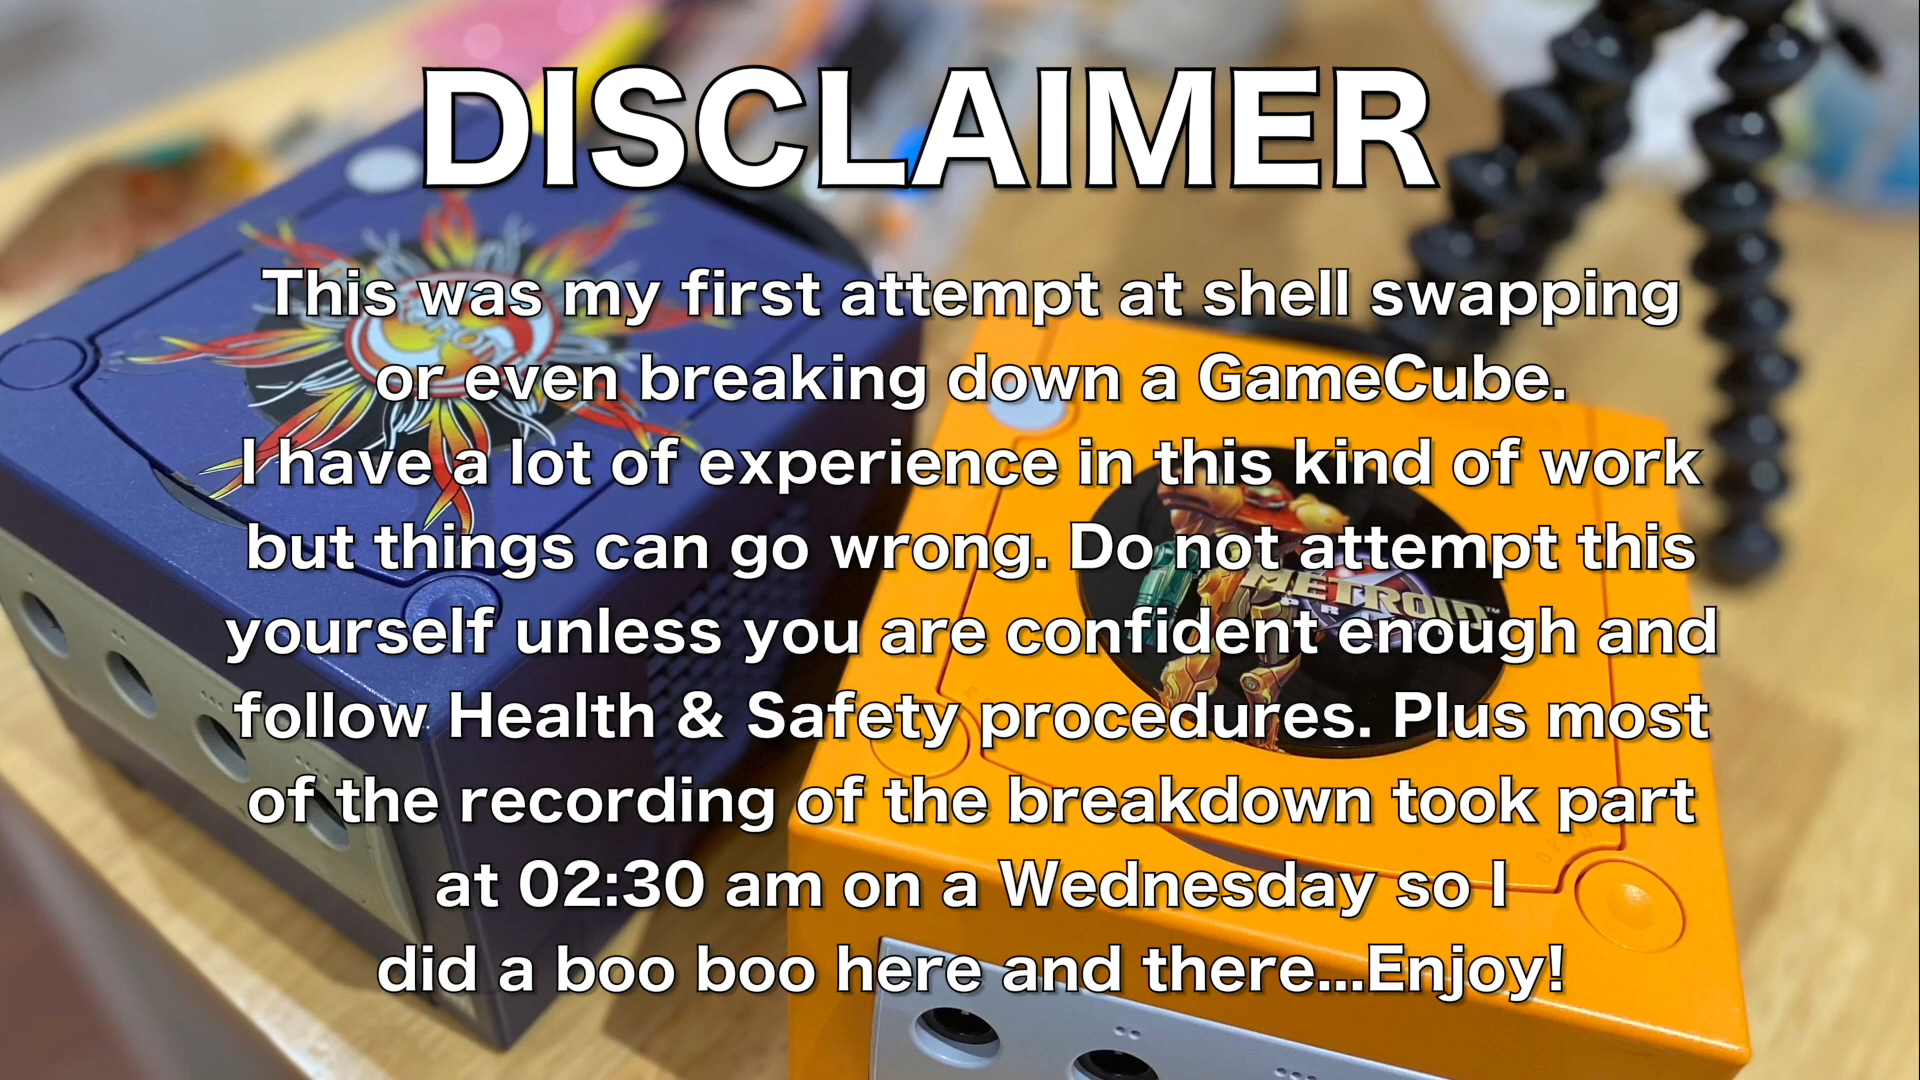 DISCLAIMER
This was my first attempt at shell swapping
or even breaking down a GameCube.
I have a lot of experience in this kind of work
but things can go wrong. Do not attempt this
yourself unless you are confident enough and
follow Health & Safety procedures. Plus most
of the recording of the breakdown took part
at 02:30 am on a Wednesday so I
did a boo boo here and there...Enjoy!
METROID™